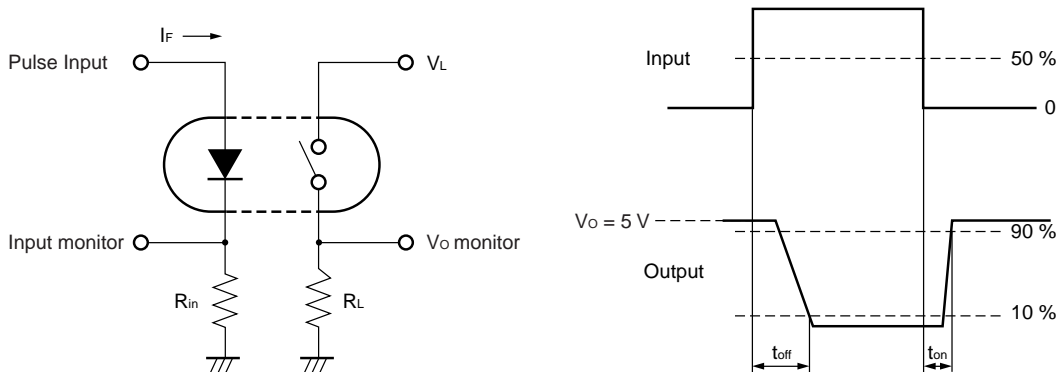 IF
Pulse Input
VL
Input monitor
VO monitor
Rin
RL
Input
50 %
0
VO = 5 V
90 %
Output
10 %
toff
ton